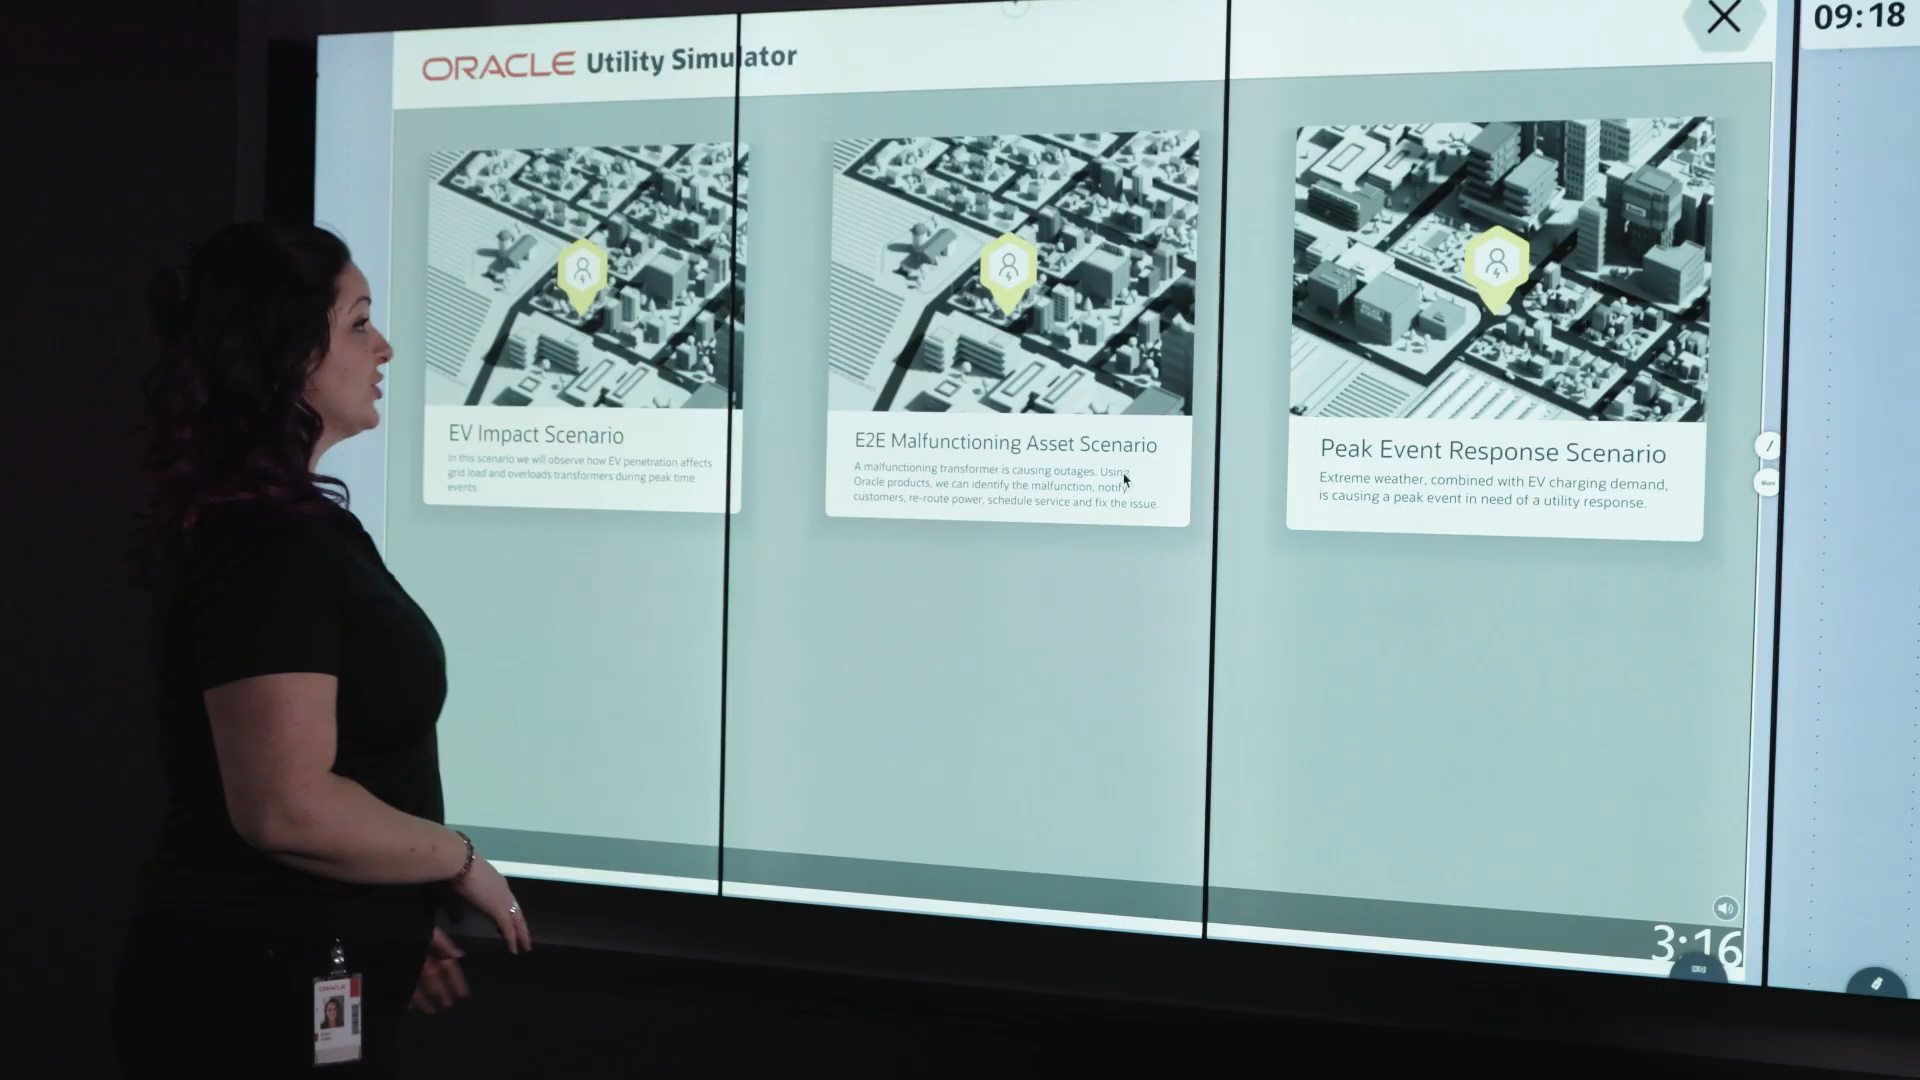 09:18
ORACLE Utility Simulator
EV Impact Scenario
In this scenario we will observe how EV penetration affects
grid load and overloads transformers during peak time
events.
E2E Malfunctioning Asset Scenario
A malfunctioning transformer is causing outages. Using
Oracle products, we can identify the malfunction, notify
customers, re-route power, schedule service and fix the issue.
Peak Event Response Scenario
Extreme weather, combined with EV charging demand,
is causing a peak event in need of a utility response.
More
3:16
ORACLE